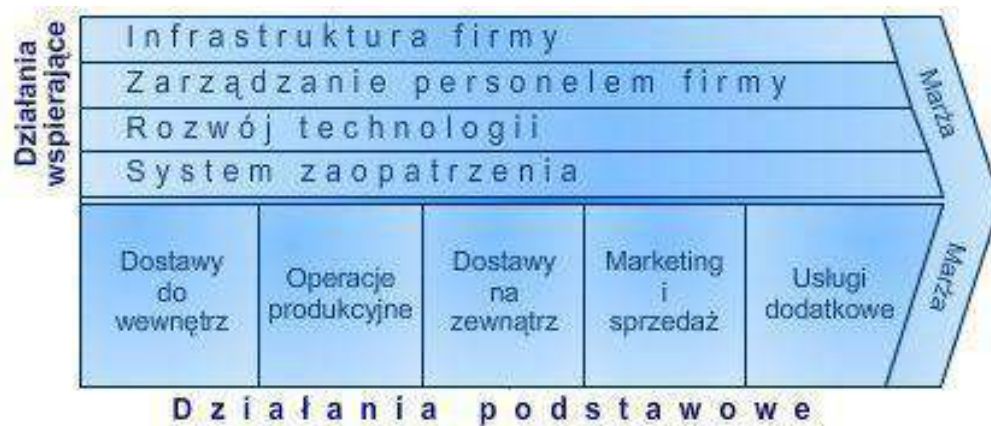 Działania
wspierające
Infrastruktura firmy
Zarządzanie personelem firmy
Rozwój technologii
System zaopatrzenia
Marża
Dostawy
do
wewnętrz
Operacje
produkcyjne
Dostawy
na
zewnątrz
Marketing
i
sprzedaż
Usługi
dodatkowe
Marża
Działania podstawowe